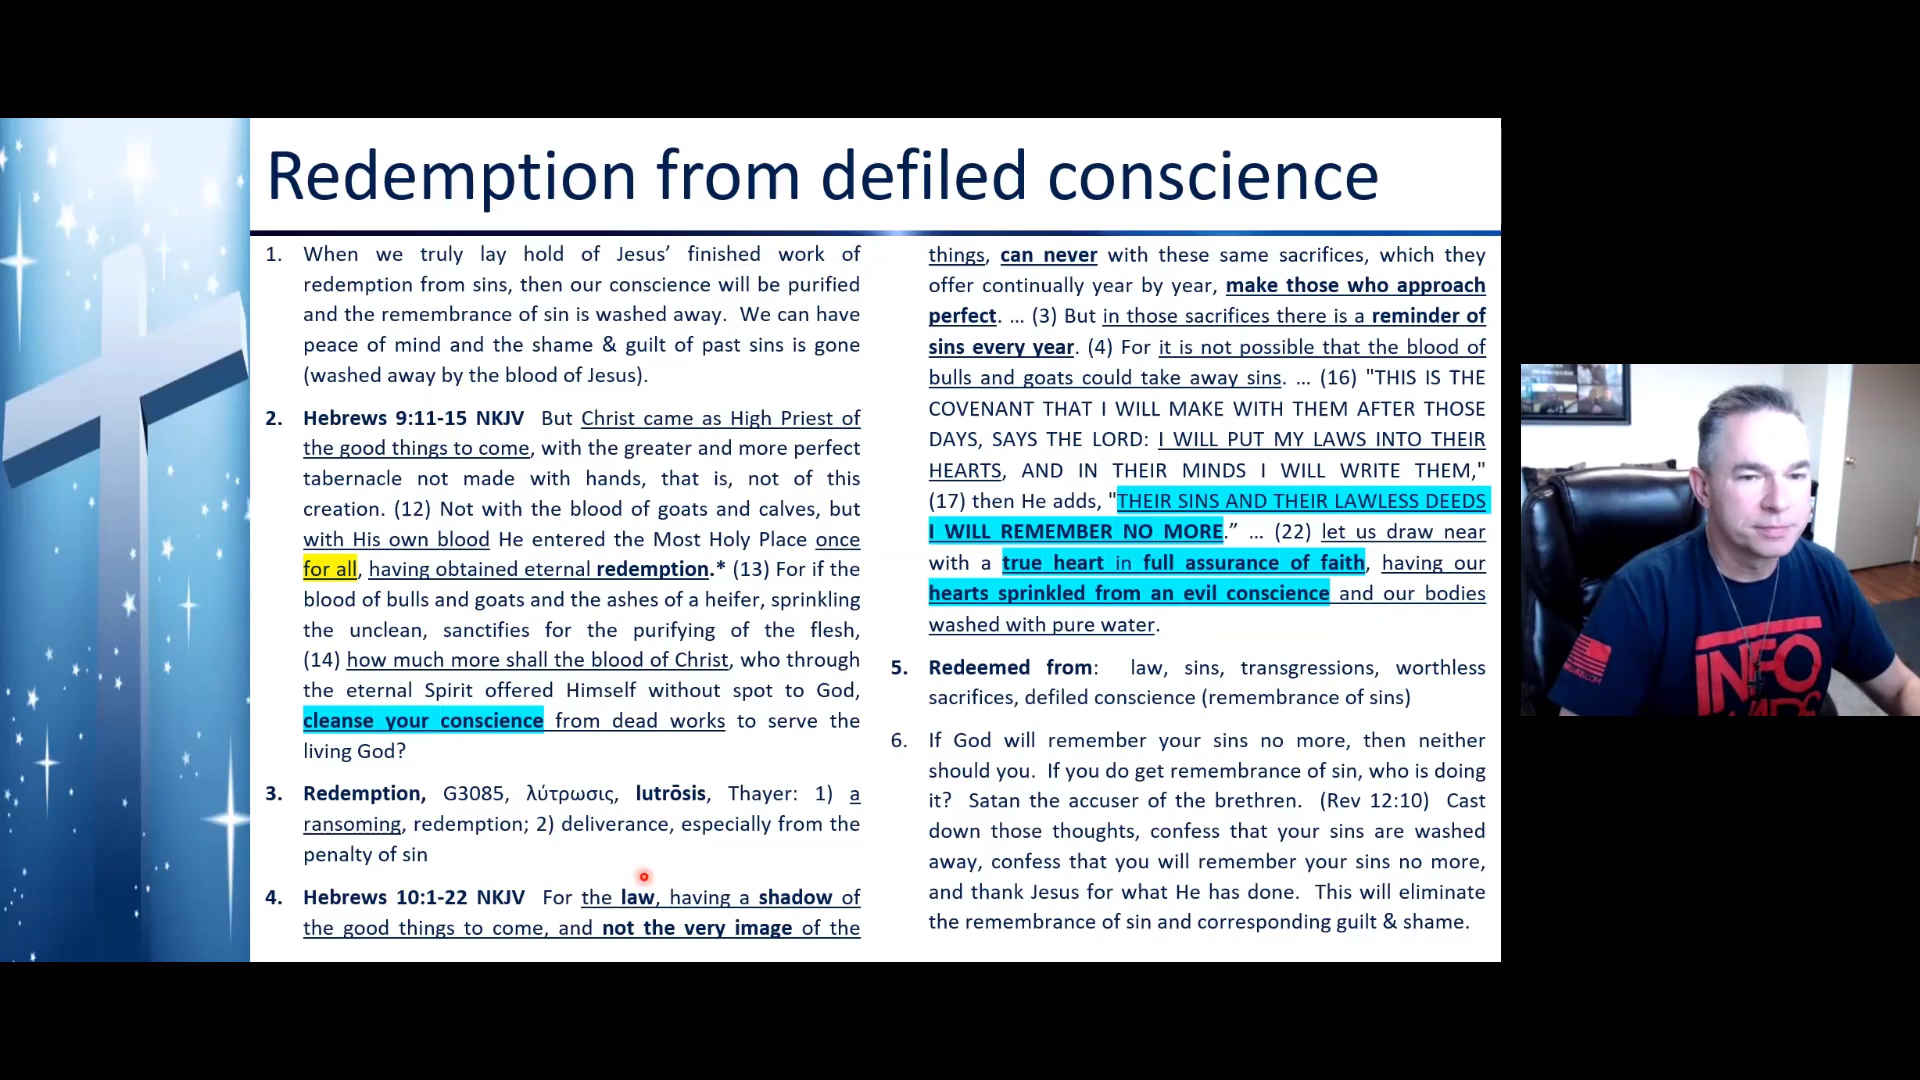 Redemption from defiled conscience
1. When we truly lay hold of Jesus’ finished work of
redemption from sins, then our conscience will be purified
and the remembrance of sin is washed away. We can have
peace of mind and the shame & guilt of past sins is gone
(washed away by the blood of Jesus).
2. Hebrews 9:11-15 NKJV But Christ came as High Priest of
the good things to come, with the greater and more perfect
tabernacle not made with hands, that is, not of this
creation. (12) Not with the blood of goats and calves, but
with His own blood He entered the Most Holy Place once
for all, having obtained eternal redemption.* (13) For if the
blood of bulls and goats and the ashes of a heifer, sprinkling
the unclean, sanctifies for the purifying of the flesh,
(14) how much more shall the blood of Christ, who through
the eternal Spirit offered Himself without spot to God,
cleanse your conscience from dead works to serve the
living God?
3. Redemption, G3085, λύτρωσις, lutrōsis, Thayer: 1) a
ransoming, redemption; 2) deliverance, especially from the
penalty of sin
4. Hebrews 10:1-22 NKJV For the law, having a shadow of
the good things to come, and not the very image of the
things, can never with these same sacrifices, which they
offer continually year by year, make those who approach
perfect. … (3) But in those sacrifices there is a reminder of
sins every year. (4) For it is not possible that the blood of
bulls and goats could take away sins. … (16) "THIS IS THE
COVENANT THAT I WILL MAKE WITH THEM AFTER THOSE
DAYS, SAYS THE LORD: I WILL PUT MY LAWS INTO THEIR
HEARTS, AND IN THEIR MINDS I WILL WRITE THEM,"
(17) then He adds, "THEIR SINS AND THEIR LAWLESS DEEDS
I WILL REMEMBER NO MORE.” … (22) let us draw near
with a true heart in full assurance of faith, having our
hearts sprinkled from an evil conscience and our bodies
washed with pure water.
5. Redeemed from: law, sins, transgressions, worthless
sacrifices, defiled conscience (remembrance of sins)
6. If God will remember your sins no more, then neither
should you. If you do get remembrance of sin, who is doing
it? Satan the accuser of the brethren. (Rev 12:10) Cast
down those thoughts, confess that your sins are washed
away, confess that you will remember your sins no more,
and thank Jesus for what He has done. This will eliminate
the remembrance of sin and corresponding guilt & shame.
INFO
WARS